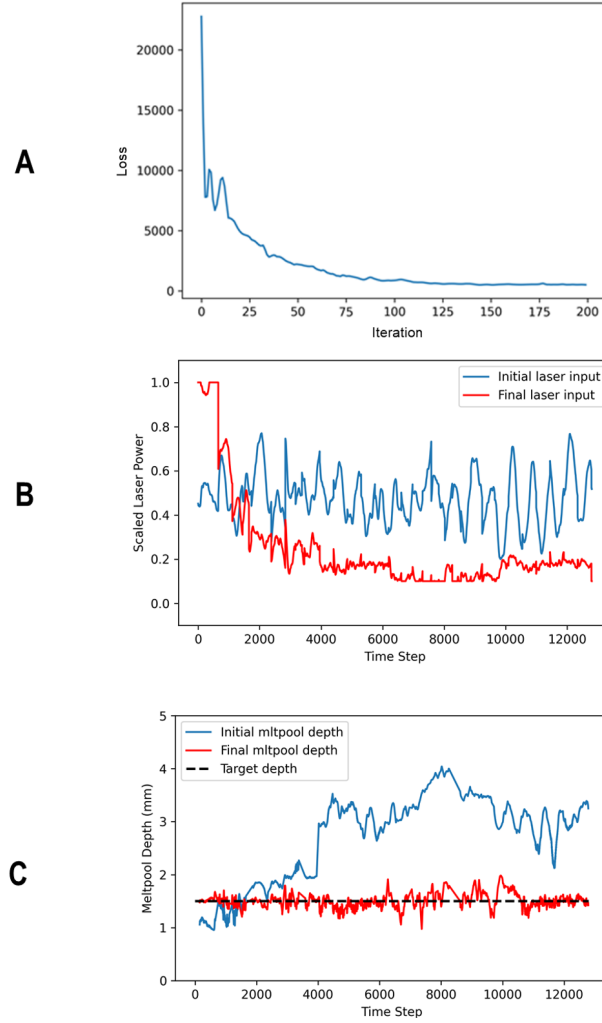 A
Loss
20000
15000
10000
5000
0
0 25 50 75 100 125 150 175 200
Iteration
B
Scaled Laser Power
1.0
0.8
0.6
0.4
0.2
0.0
Initial laser input
Final laser input
0 2000 4000 6000 8000 10000 12000
Time Step
C
Meltpool Depth (mm)
5
4
3
2
1
0
Initial mltpool depth
Final mltpool depth
Target depth
0 2000 4000 6000 8000 10000 12000
Time Step